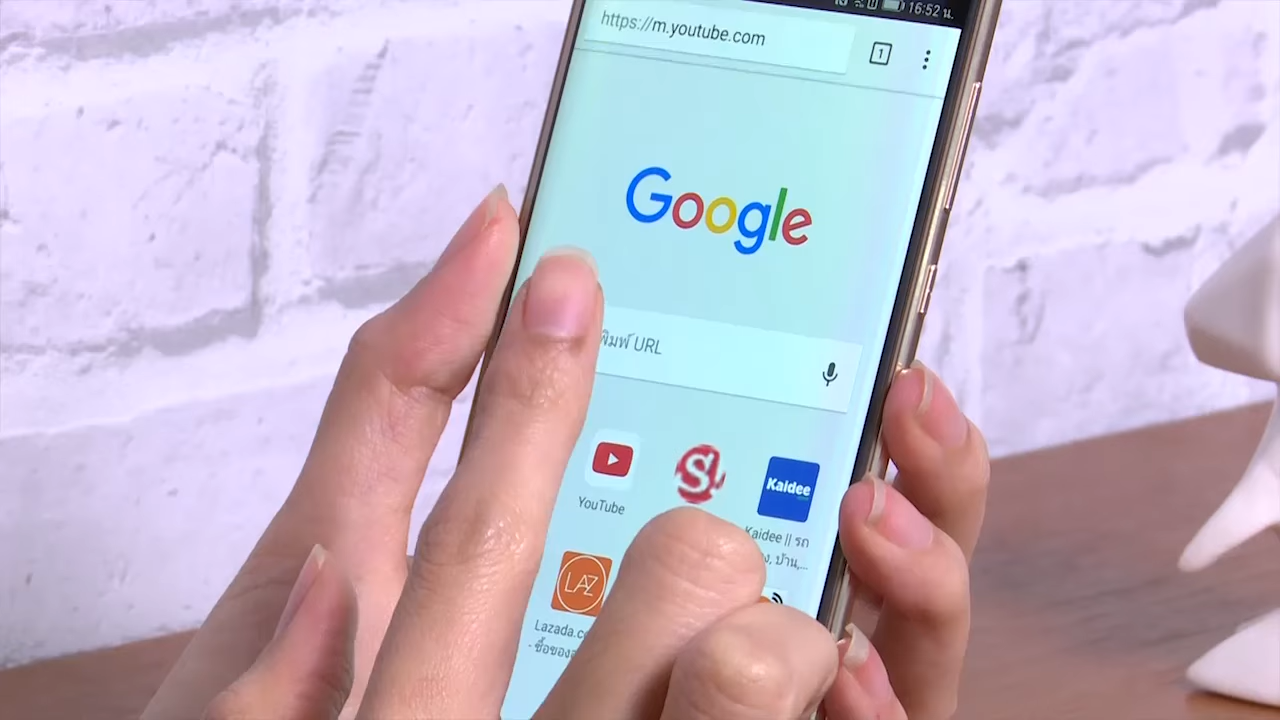 16:52 น.
https://m.youtube.com
1
Google
พิมพ์ URL
S
Kaidee
YouTube
Kaidee || รถ
บ้าน,...
LAZ
Lazada.c
- ซื้อของ